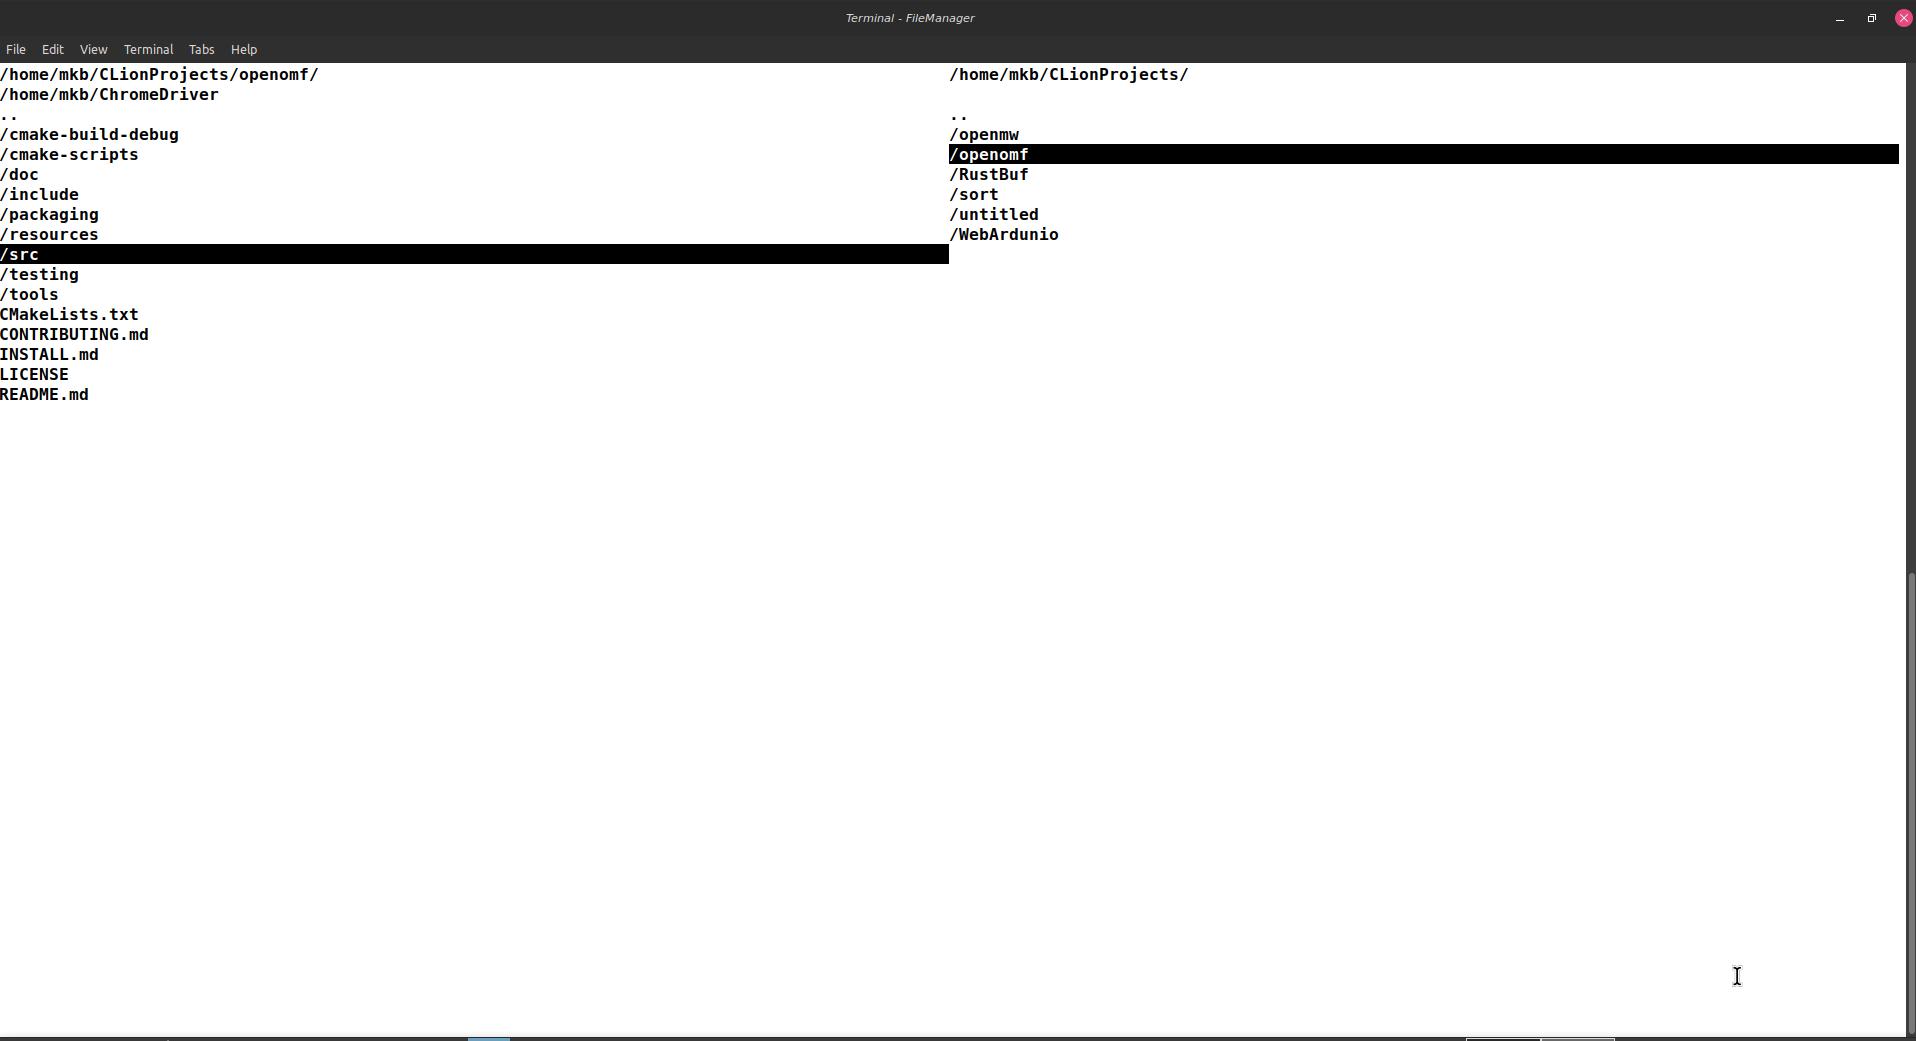 Terminal - FileManager
File Edit View Terminal Tabs Help
/home/mkb/CLionProjects/openomf/
/home/mkb/ChromeDriver
..
/cmake-build-debug
/cmake-scripts
/doc
/include
/packaging
/resources
/src
/testing
/tools
CMakeLists.txt
CONTRIBUTING.md
INSTALL.md
LICENSE
README.md
/home/mkb/CLionProjects/
..
/openmw
/openomf
/RustBuf
/sort
/untitled
/WebArdunio